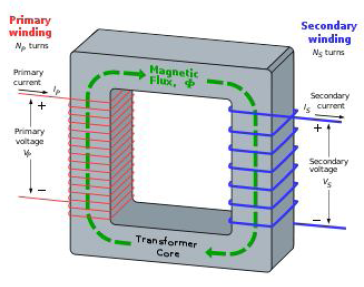 Primary
winding
Nₚ turns
Primary
current
Iₚ
+
Primary
voltage
Vₚ
−
Magnetic
Flux, Φ
Transformer
Core
Secondary
winding
Nₛ turns
Secondary
current
Iₛ
+
Secondary
voltage
Vₛ
−